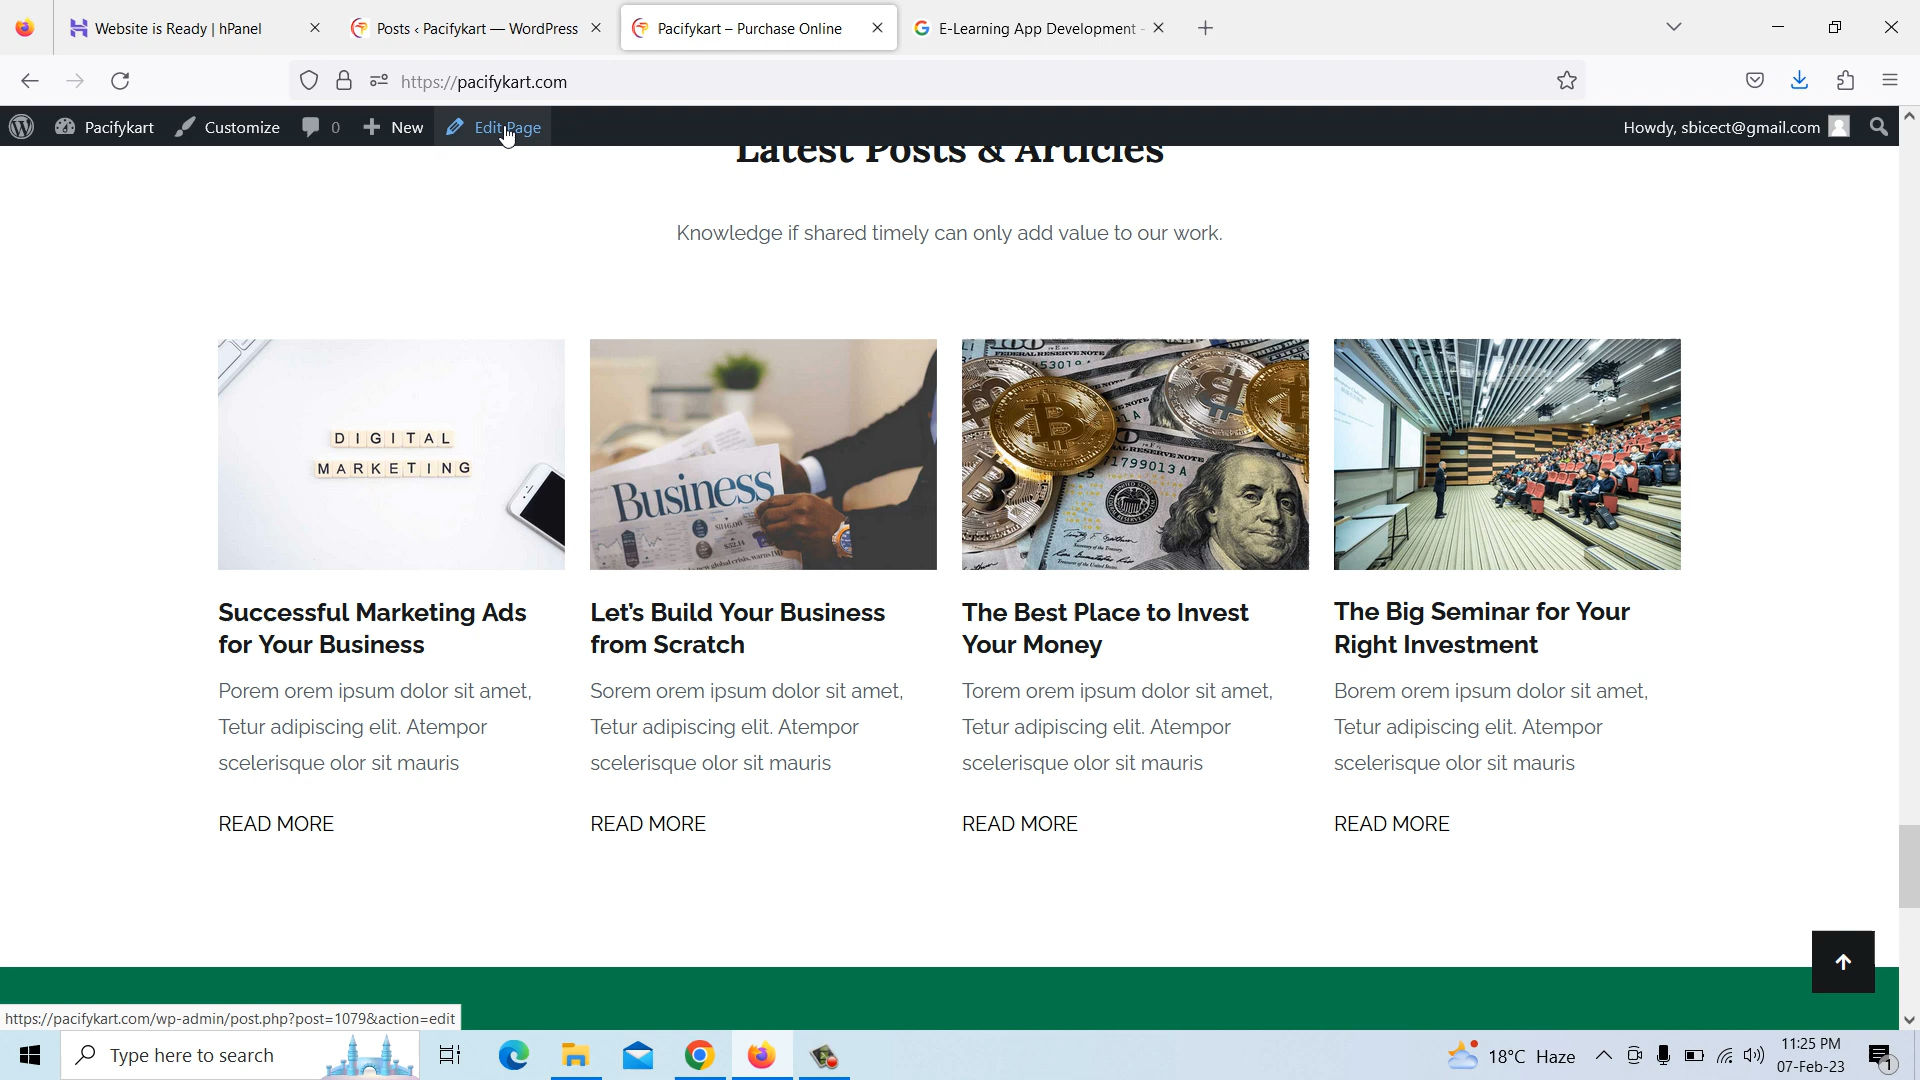 Website is Ready | hPanel
Posts ‹ Pacifykart — WordPress
Pacifykart – Purchase Online
E-Learning App Development -
https://pacifykart.com
Pacifykart
Customize
0
New
Edit Page
Howdy, sbicect@gmail.com
Latest Posts & Articles
Knowledge if shared timely can only add value to our work.
DIGITAL
MARKETING
Business
FEDERAL RESERVE NOTE
71799013 A
Successful Marketing Ads
for Your Business
Porem orem ipsum dolor sit amet,
Tetur adipiscing elit. Atempor
scelerisque olor sit mauris
READ MORE
Let's Build Your Business
from Scratch
Sorem orem ipsum dolor sit amet,
Tetur adipiscing elit. Atempor
scelerisque olor sit mauris
READ MORE
The Best Place to Invest
Your Money
Torem orem ipsum dolor sit amet,
Tetur adipiscing elit. Atempor
scelerisque olor sit mauris
READ MORE
The Big Seminar for Your
Right Investment
Borem orem ipsum dolor sit amet,
Tetur adipiscing elit. Atempor
scelerisque olor sit mauris
READ MORE
https://pacifykart.com/wp-admin/post.php?post=1079&action=edit
Type here to search
18°C Haze
11:25 PM
07-Feb-23
1